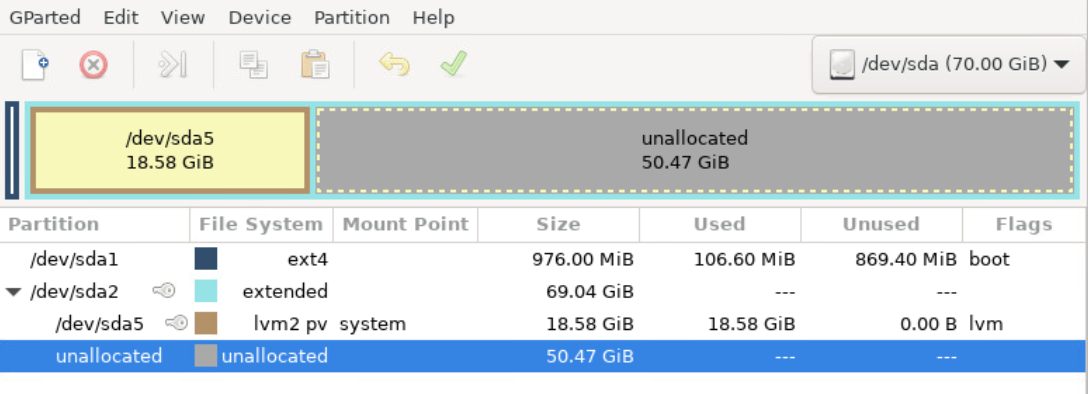 GParted Edit View Device Partition Help
/dev/sda (70.00 GiB)
/dev/sda5
18.58 GiB
unallocated
50.47 GiB
Partition File System Mount Point Size Used Unused Flags
/dev/sda1 ext4 976.00 MiB 106.60 MiB 869.40 MiB boot
/dev/sda2 extended 69.04 GiB --- ---
/dev/sda5 lvm2 pv system 18.58 GiB 18.58 GiB 0.00 B lvm
unallocated unallocated 50.47 GiB --- ---